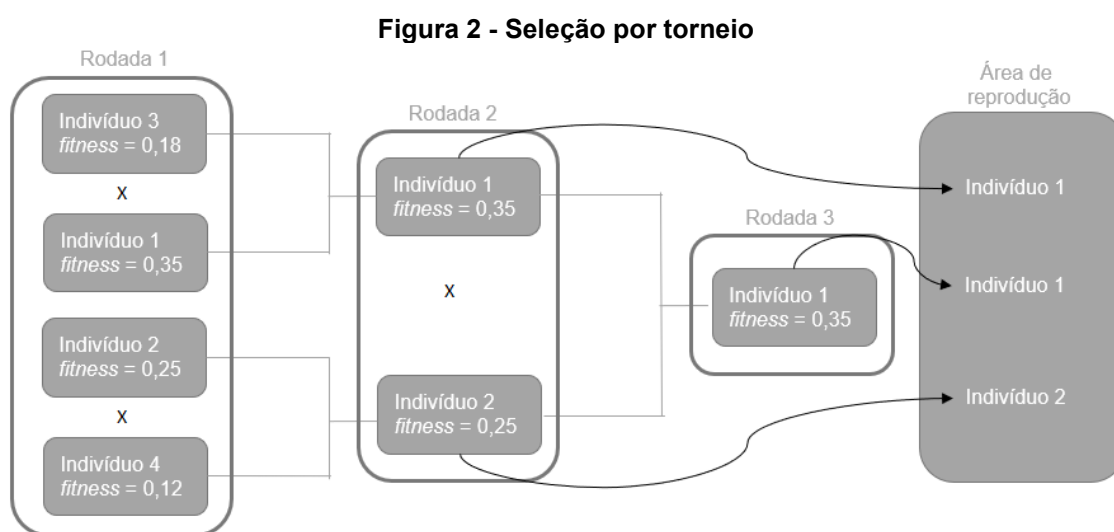 Figura 2 - Seleção por torneio
Rodada 1
Indivíduo 3
fitness = 0,18
X
Indivíduo 1
fitness = 0,35
Indivíduo 2
fitness = 0,25
X
Indivíduo 4
fitness = 0,12
Rodada 2
Indivíduo 1
fitness = 0,35
X
Indivíduo 2
fitness = 0,25
Rodada 3
Indivíduo 1
fitness = 0,35
Área de
reprodução
Indivíduo 1
Indivíduo 1
Indivíduo 2